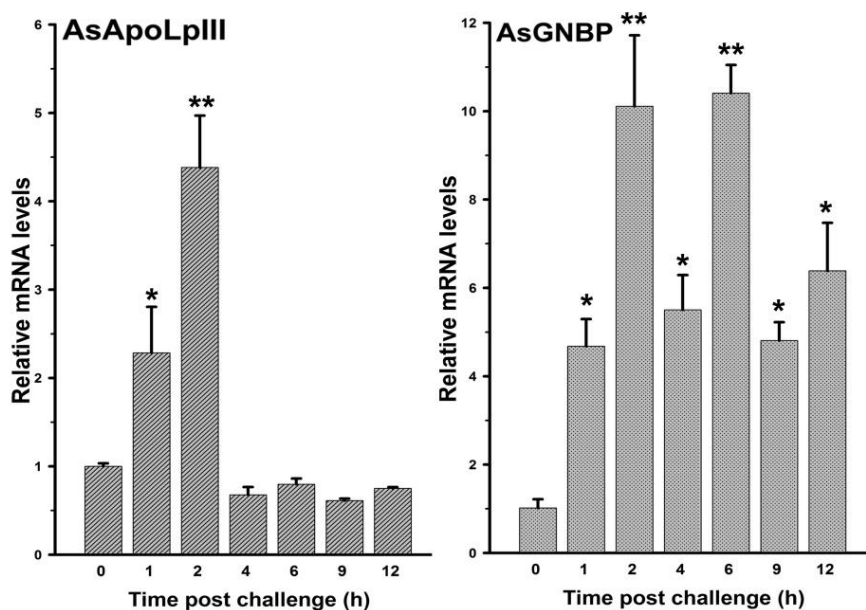 AsApoLpIII
Relative mRNA levels
6
5
4
3
2
1
0
*
**
0 1 2 4 6 9 12
Time post challenge (h)
AsGNBP
Relative mRNA levels
12
10
8
6
4
2
0
*
**
*
**
*
*
0 1 2 4 6 9 12
Time post challenge (h)